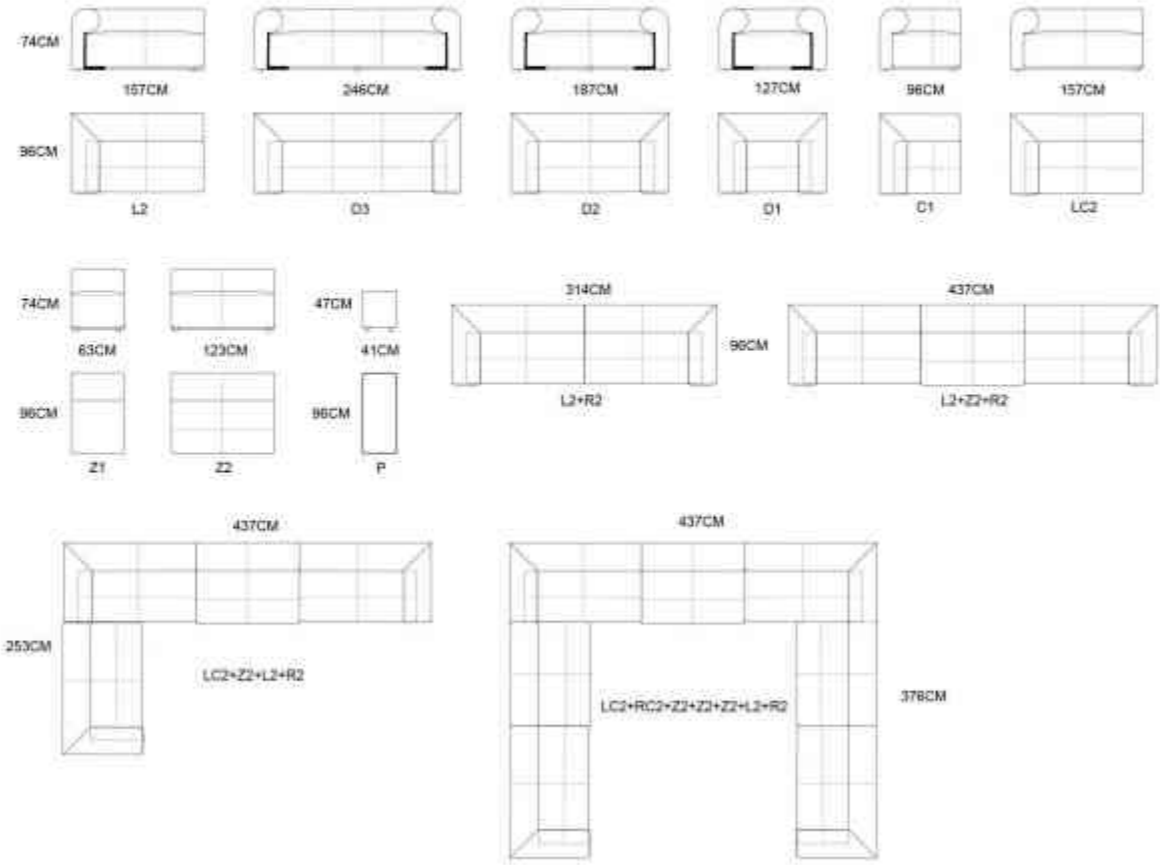 74CM
157CM
246CM
187CM
127CM
96CM
157CM
96CM
L2
D3
D2
D1
C1
LC2
74CM
63CM
123CM
47CM
41CM
314CM
96CM
437CM
L2+R2
L2+Z2+R2
96CM
Z1
Z2
96CM
P
437CM
253CM
LC2+Z2+L2+R2
437CM
LC2+RC2+Z2+Z2+Z2+L2+R2
376CM